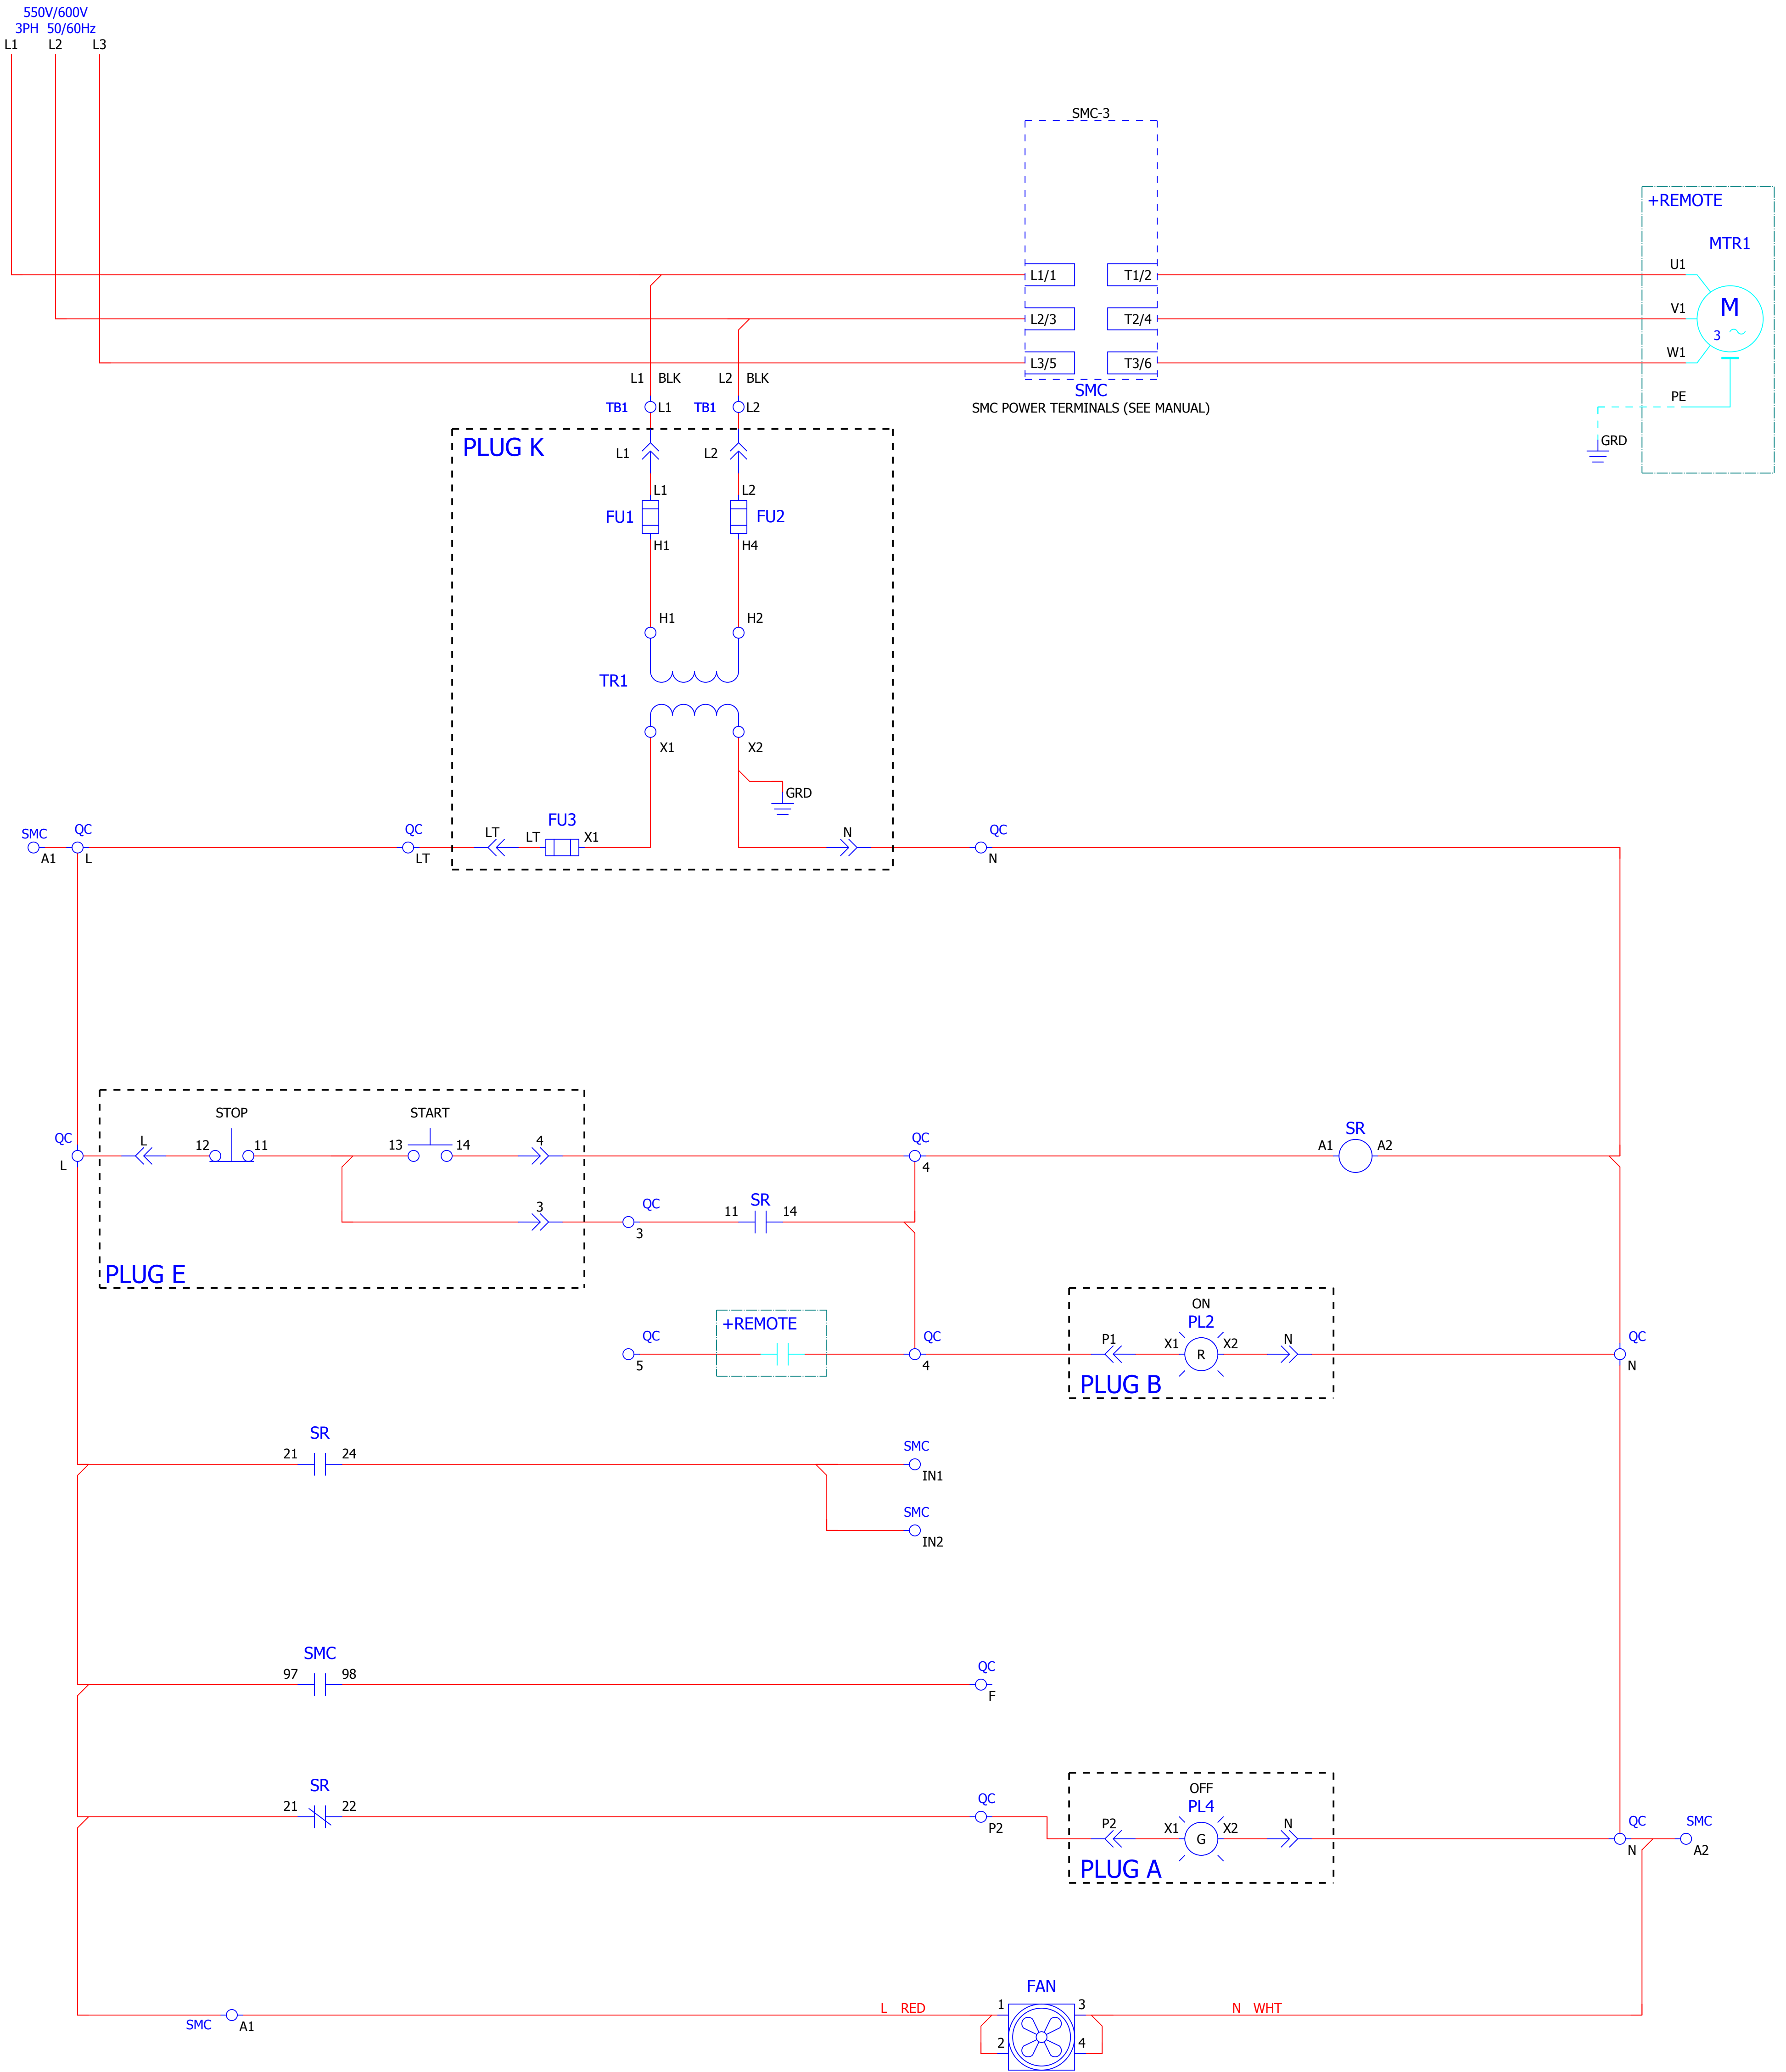 550V/600V
3PH 50/60Hz
L1 L2 L3
SMC-3
+REMOTE
MTR1
U1
L1/1 T1/2
V1 M
L2/3 T2/4
3
W1
L3/5 T3/6
L1 BLK L2 BLK
SMC
PE
TB1 L1 TB1 L2
SMC POWER TERMINALS (SEE MANUAL)
GRD
PLUG K
L1 L2
L1 L2
FU1 FU2
H1 H4
H1 H2
TR1
X1 X2
GRD
FU3
SMC QC QC LT LT X1 N QC
A1 L LT N
STOP START
QC L 12 11 13 14 4 QC A1 SR A2
L 4
3 QC 11 SR 14
3
PLUG E
ON
+REMOTE PL2
QC QC P1 X1 X2 N QC
R
5 4 N
PLUG B
SR
21 24 SMC
IN1
SMC
IN2
SMC
97 98 QC
F
SR OFF
21 22 QC PL4
P2 P2 X1 X2 N QC SMC
G
N A2
PLUG A
FAN
L RED 1 3 N WHT
SMC A1
2 4